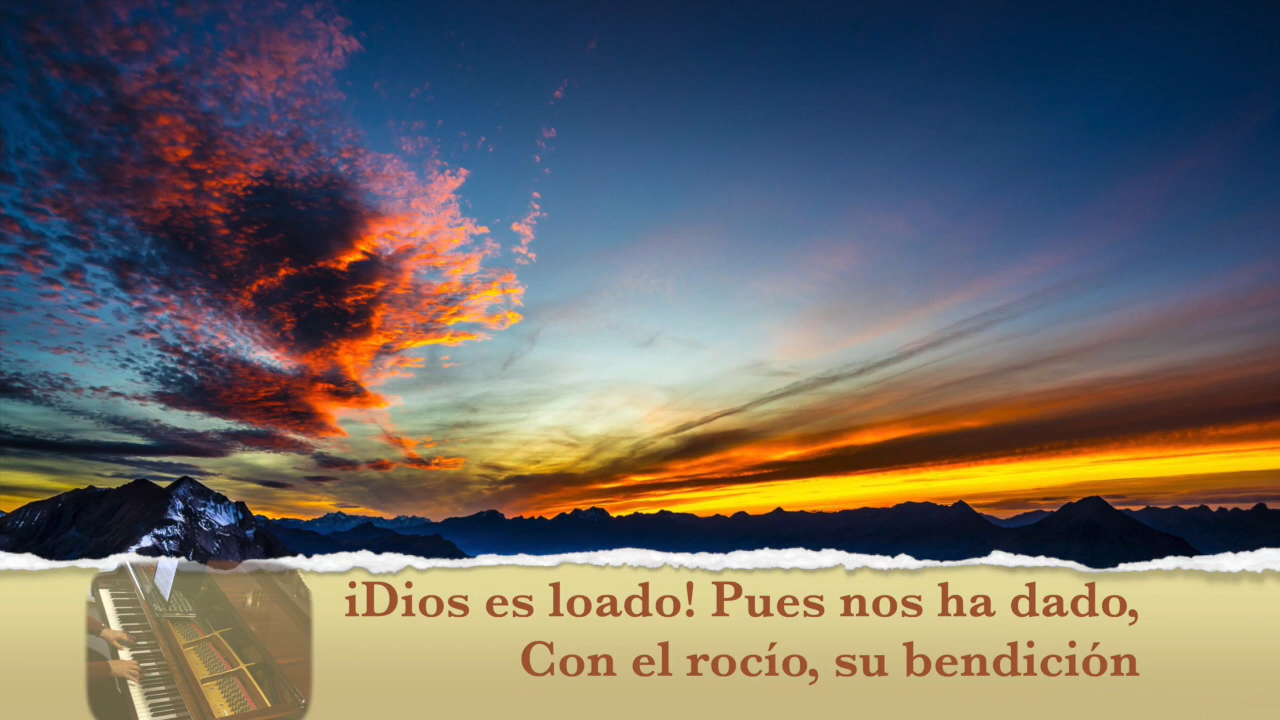 ¡Dios es loado! Pues nos ha dado,
Con el rocío, su bendición